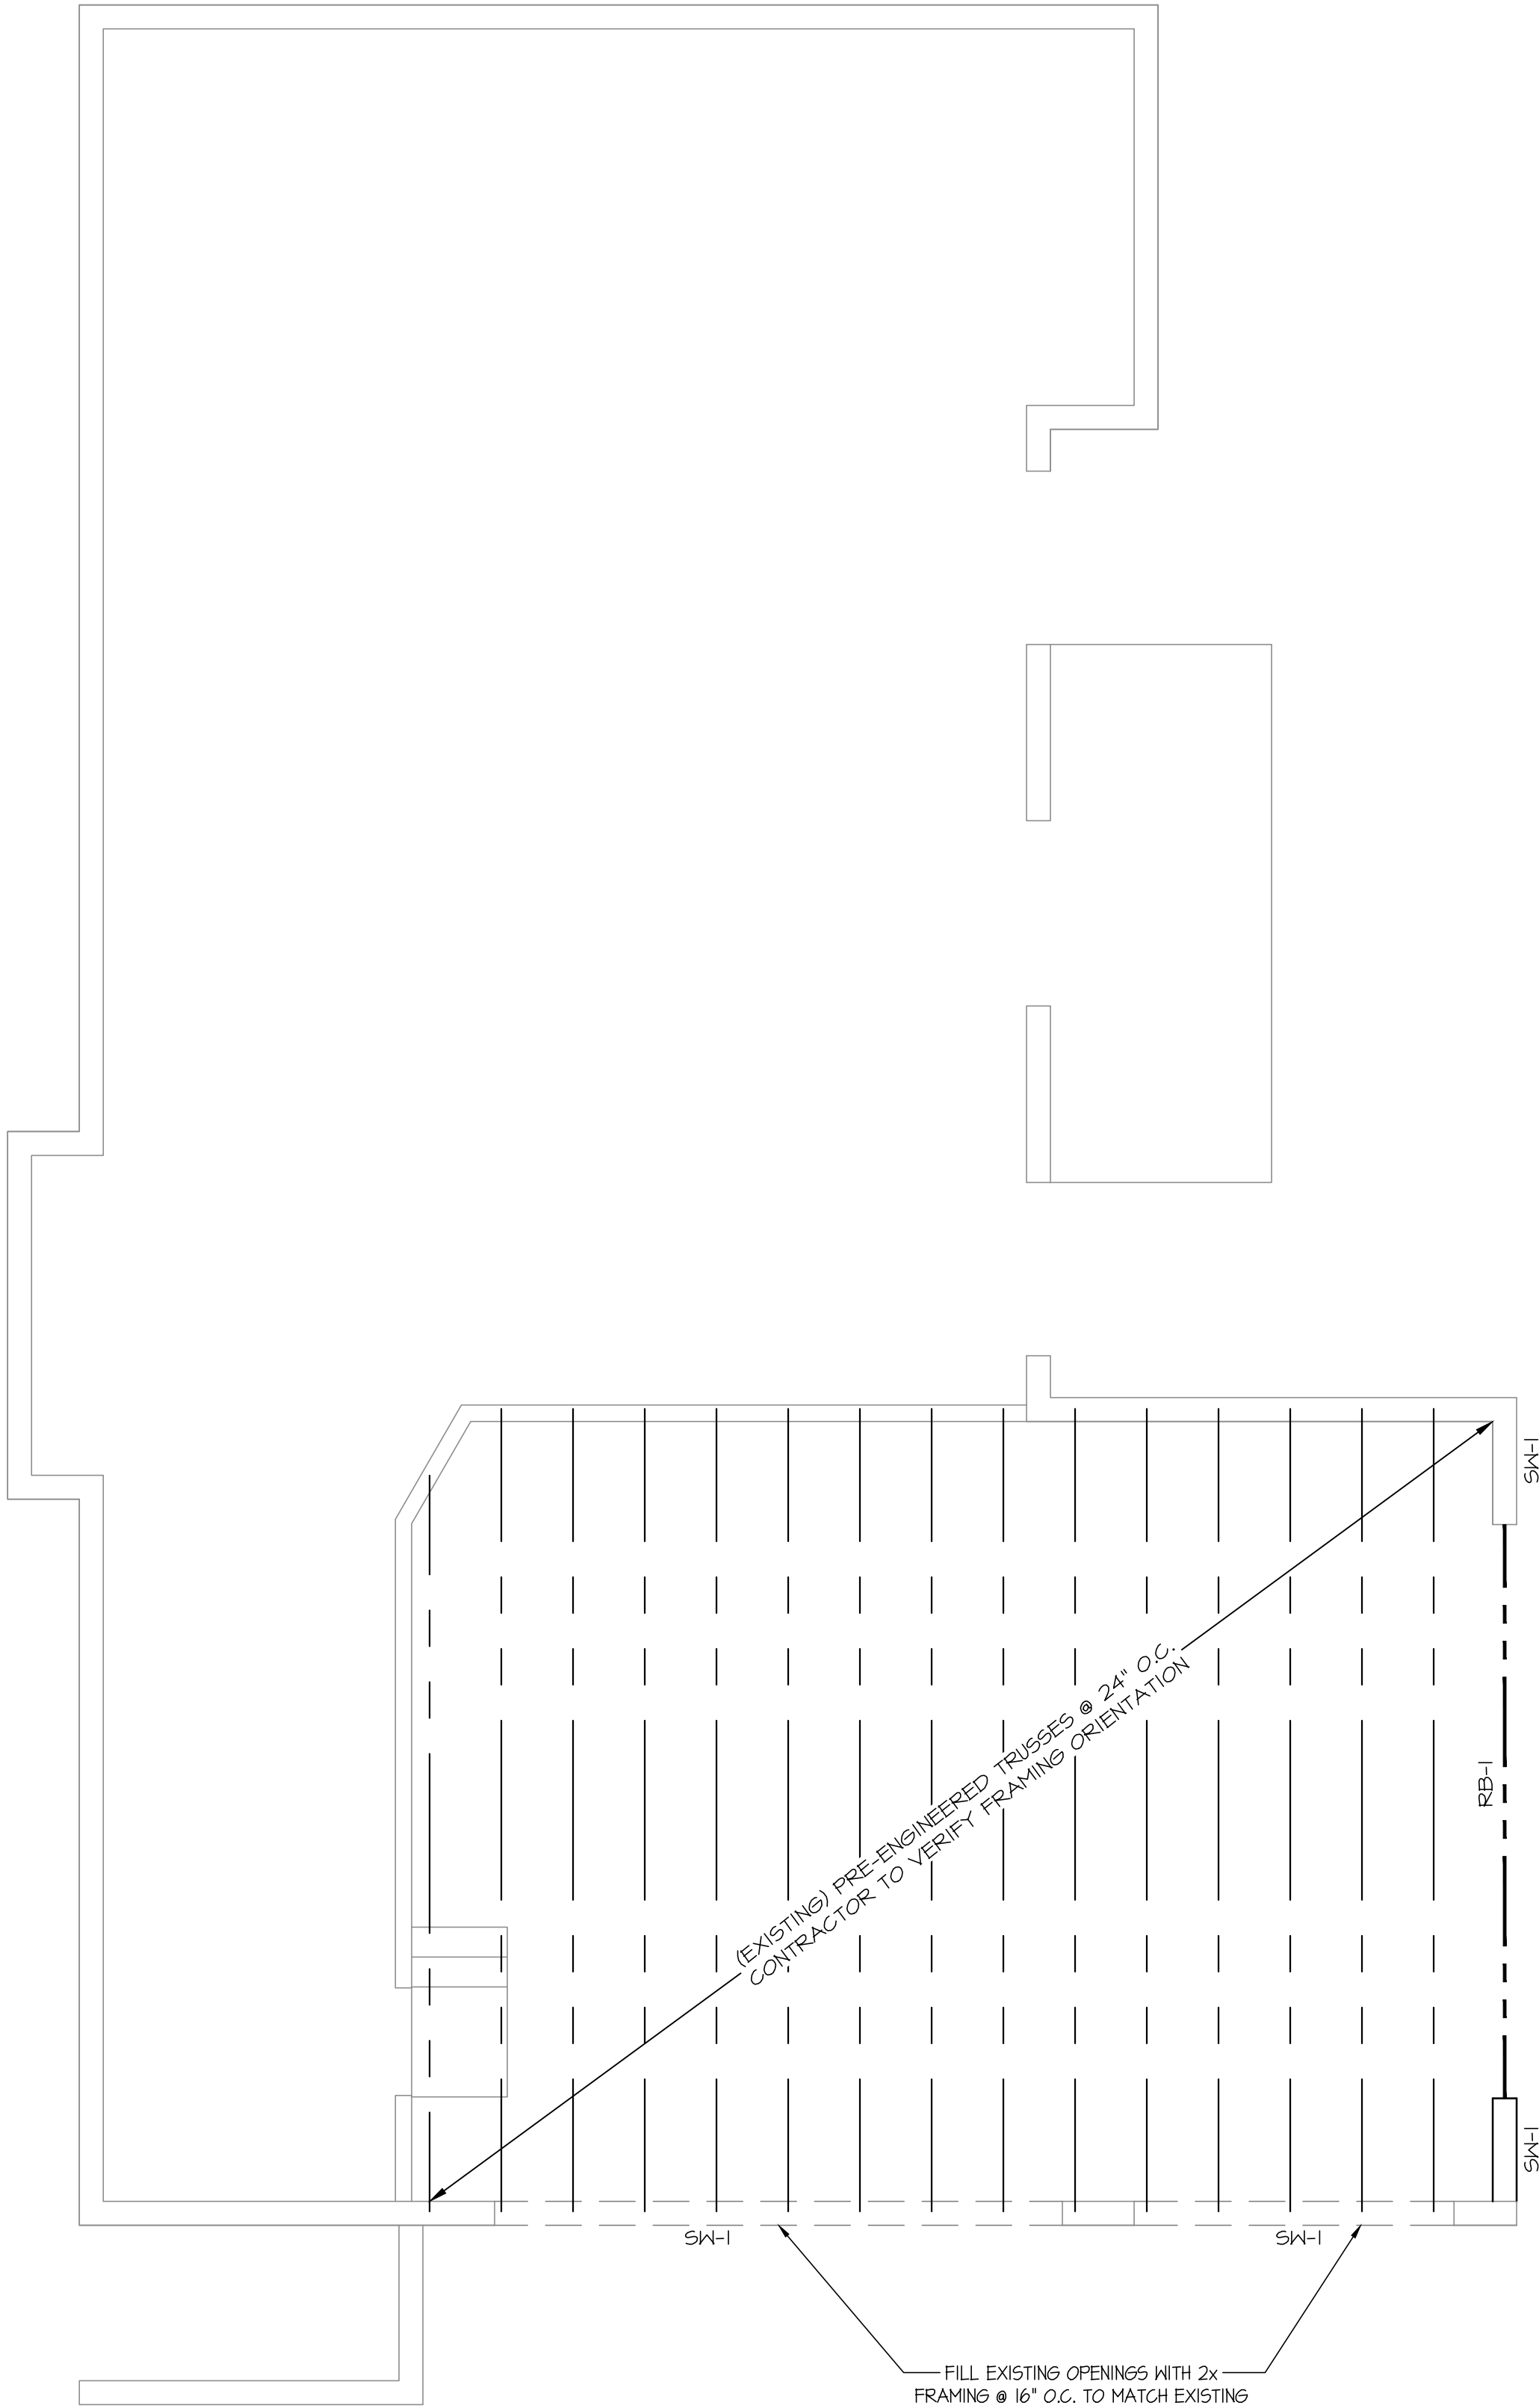 SW-1
(EXISTING) PRE-ENGINEERED TRUSSES @ 24" O.C.
CONTRACTOR TO VERIFY FRAMING ORIENTATION
RB-1
SW-1
SW-1
SW-1
FILL EXISTING OPENINGS WITH 2x
FRAMING @ 16" O.C. TO MATCH EXISTING